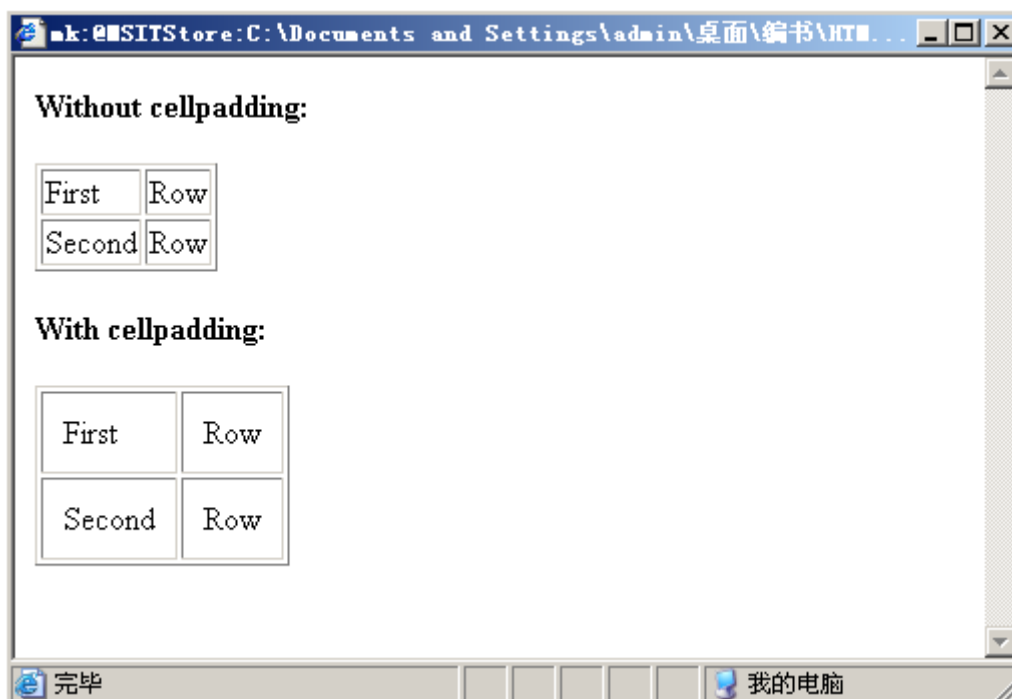 mk:@MSITStore:C:\Documents and Settings\admin\桌面\编书\HTM...
Without cellpadding:
First Row
Second Row
With cellpadding:
First Row
Second Row
完毕 我的电脑